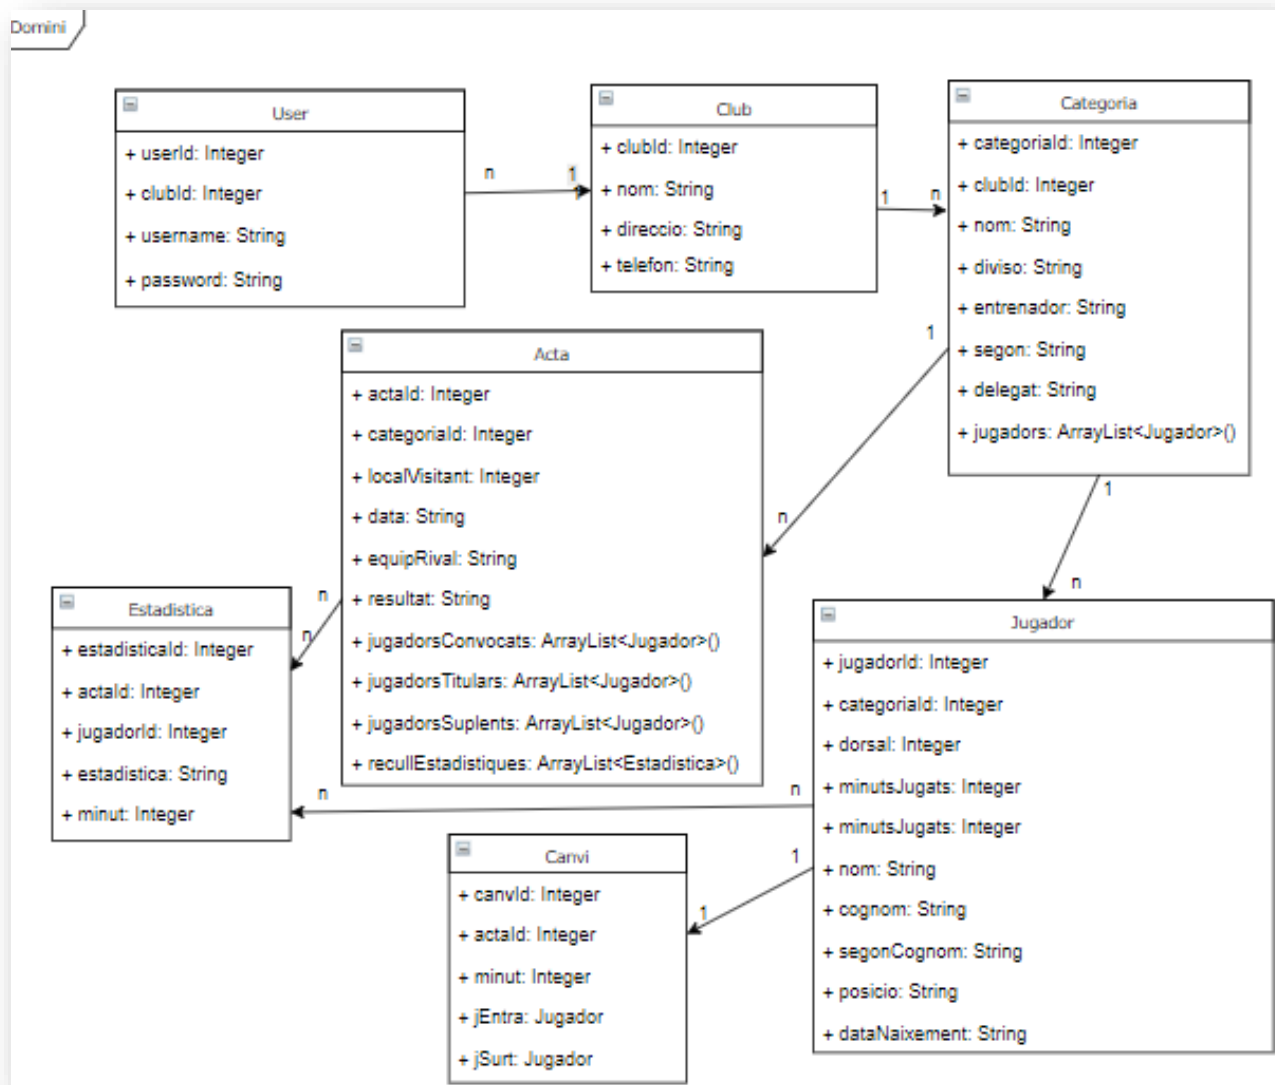 Domini
User
+ userId: Integer
+ clubId: Integer
+ username: String
+ password: String
n
1
Club
+ clubId: Integer
+ nom: String
+ direccio: String
+ telefon: String
1
n
Categoria
+ categoriaId: Integer
+ clubId: Integer
+ nom: String
+ diviso: String
+ entrenador: String
+ segon: String
+ delegat: String
+ jugadors: ArrayList<Jugador>()
1
n
1
n
Acta
+ actaId: Integer
+ categoriaId: Integer
+ localVisitant: Integer
+ data: String
+ equipRival: String
+ resultat: String
+ jugadorsConvocats: ArrayList<Jugador>()
+ jugadorsTitulars: ArrayList<Jugador>()
+ jugadorsSuplents: ArrayList<Jugador>()
+ recullEstadistiques: ArrayList<Estadistica>()
n
n
Estadistica
+ estadisticaId: Integer
+ actaId: Integer
+ jugadorId: Integer
+ estadistica: String
+ minut: Integer
n
n
Jugador
+ jugadorId: Integer
+ categoriaId: Integer
+ dorsal: Integer
+ minutsJugats: Integer
+ minutsJugats: Integer
+ nom: String
+ cognom: String
+ segonCognom: String
+ posicio: String
+ dataNaixement: String
1
1
Canvi
+ canvId: Integer
+ actaId: Integer
+ minut: Integer
+ jEntra: Jugador
+ jSurt: Jugador